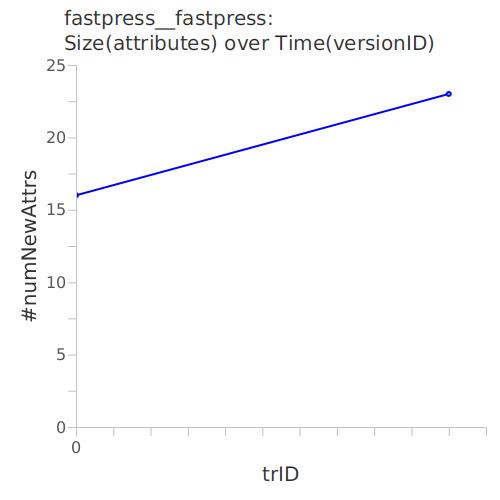 fastpress__fastpress:
Size(attributes) over Time(versionID)
25
20
15
10
5
0
0
#numNewAttrs
trID